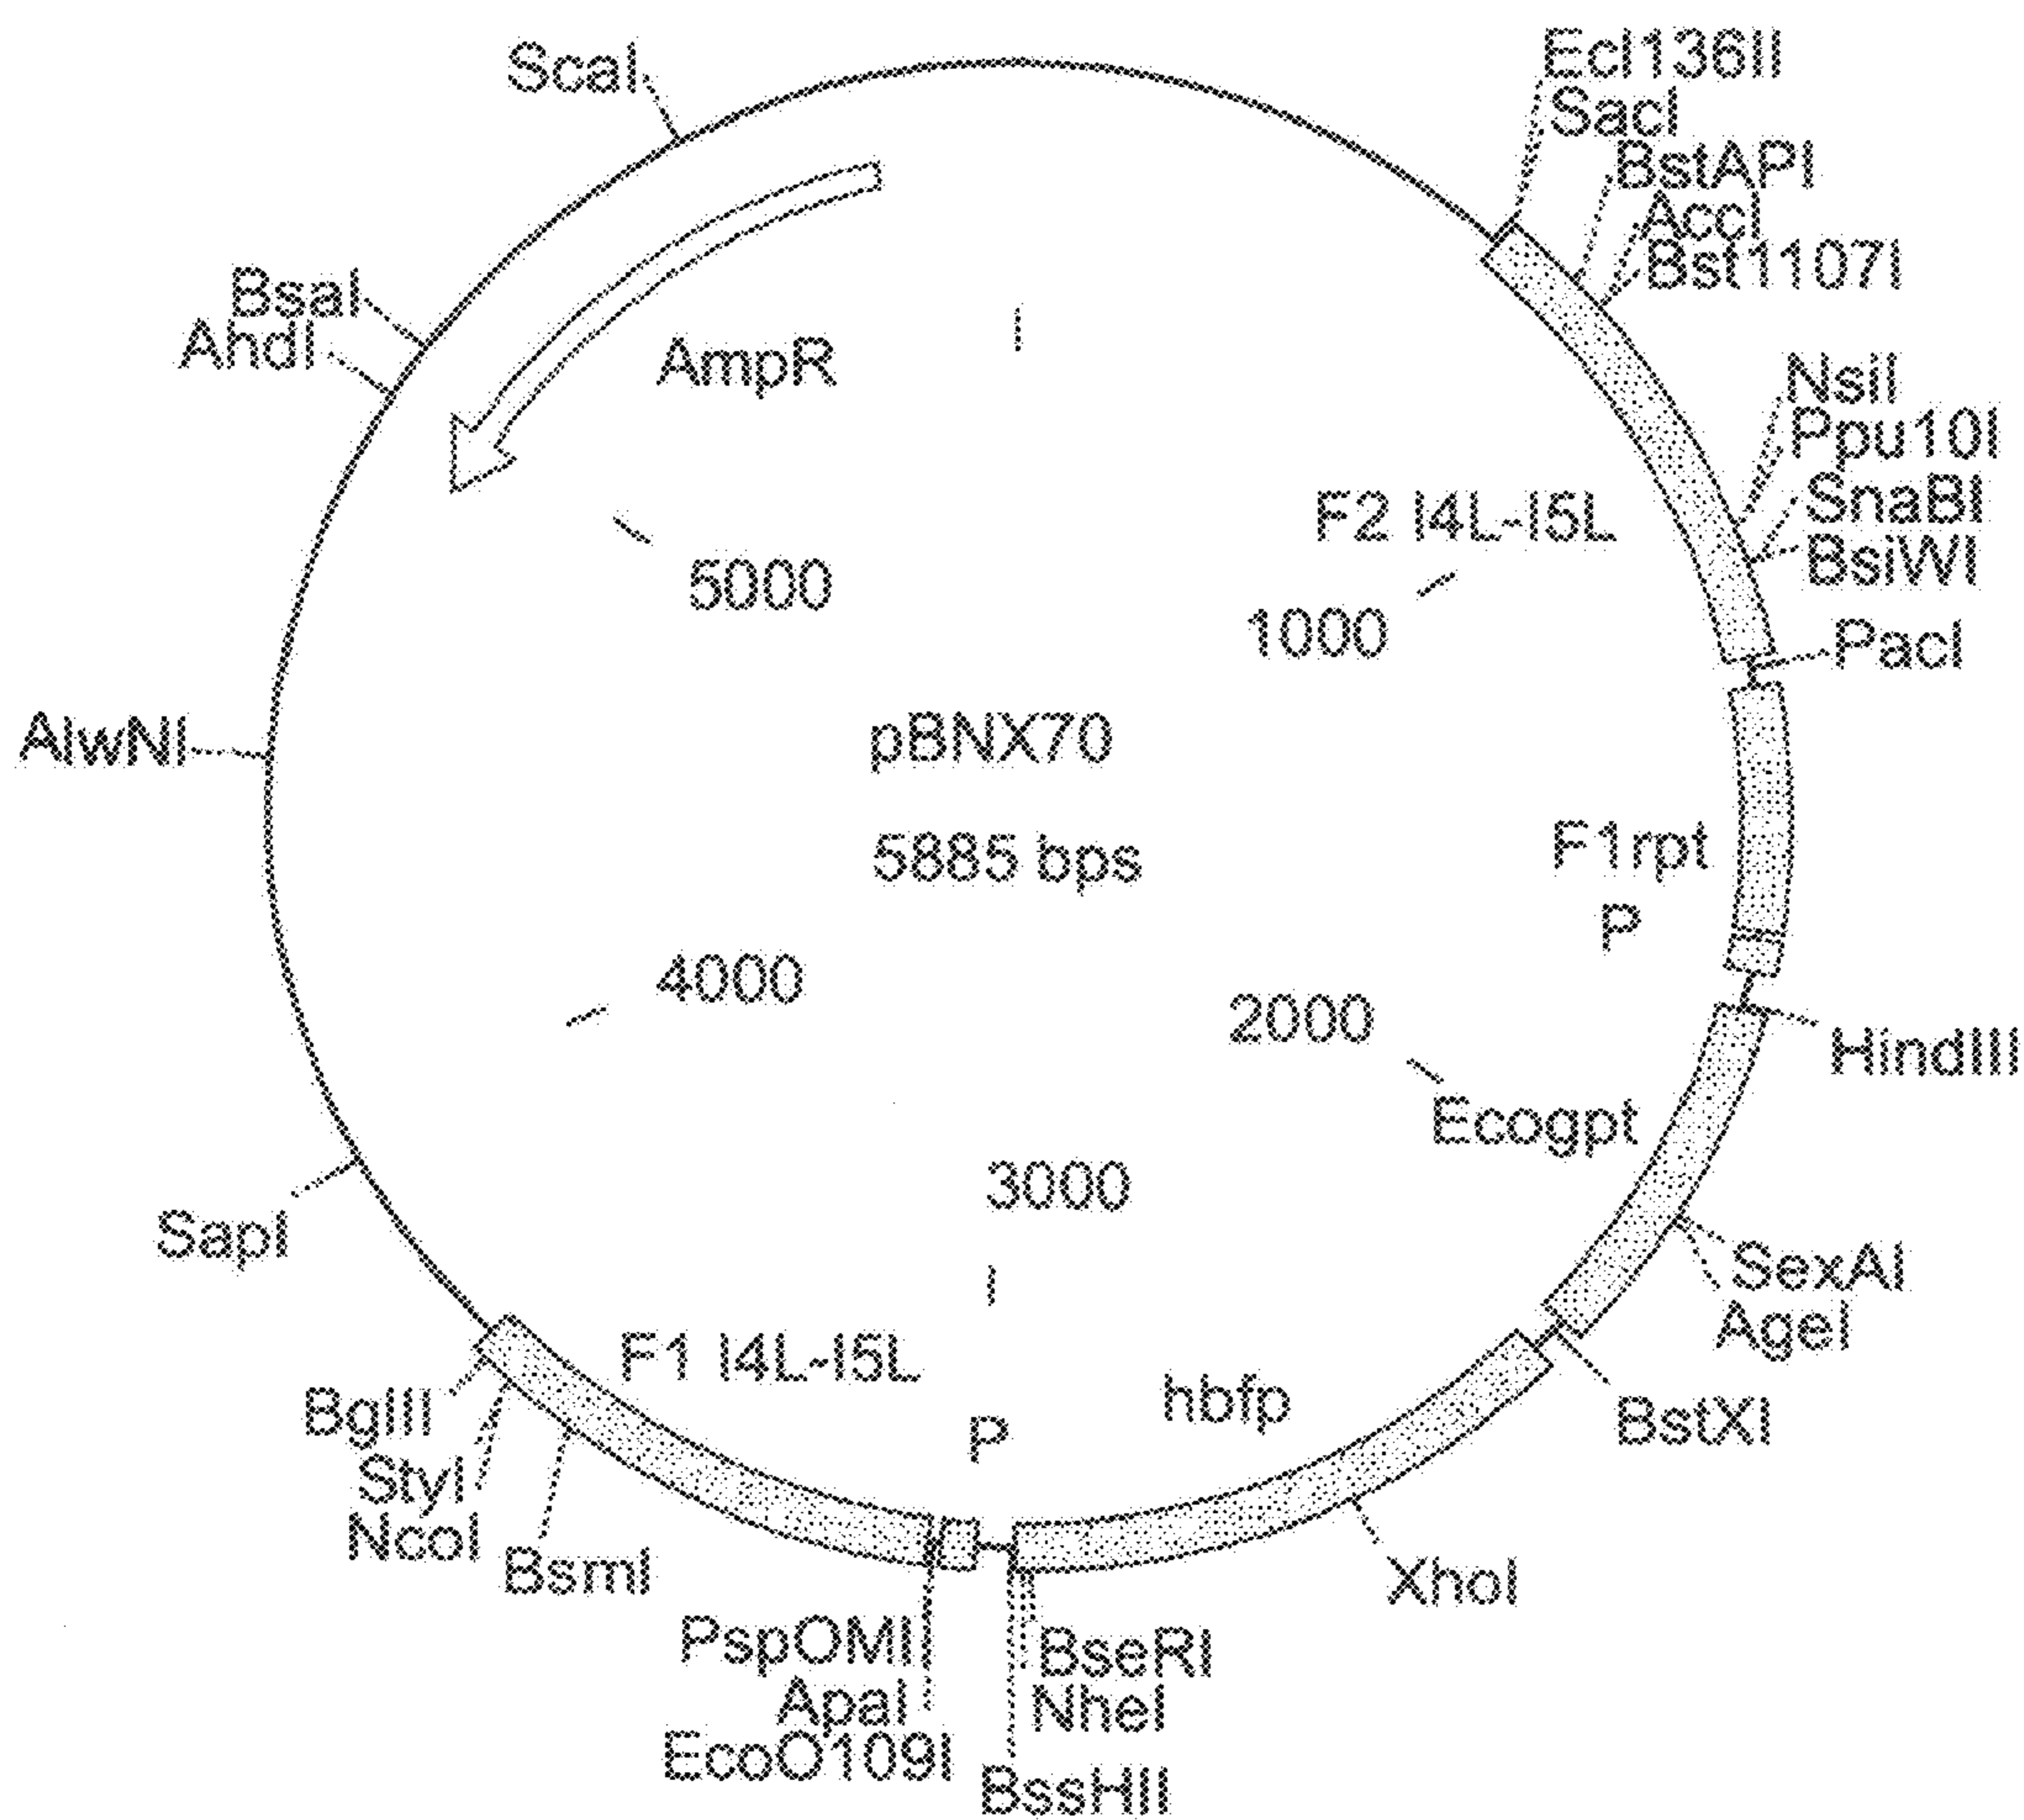 ScaI
Ecl136II
SacI
BstAPI
AccI
Bst1107I
BsaI
AhdI
AmpR
NsiI
Ppu10I
SnaBI
BsiWI
F2 I4L-I5L
5000
1000
PacI
AlwNI
pBNX70
5885 bps
F1rpt
P
4000
2000
HindIII
Ecogpt
3000
SapI
SexAI
AgeI
F1 I4L-I5L
hbfp
P
BglII
StyI
NcoI
BsmI
BstXI
XhoI
PspOMI
ApaI
EcoO109I
BseRI
NheI
BssHII